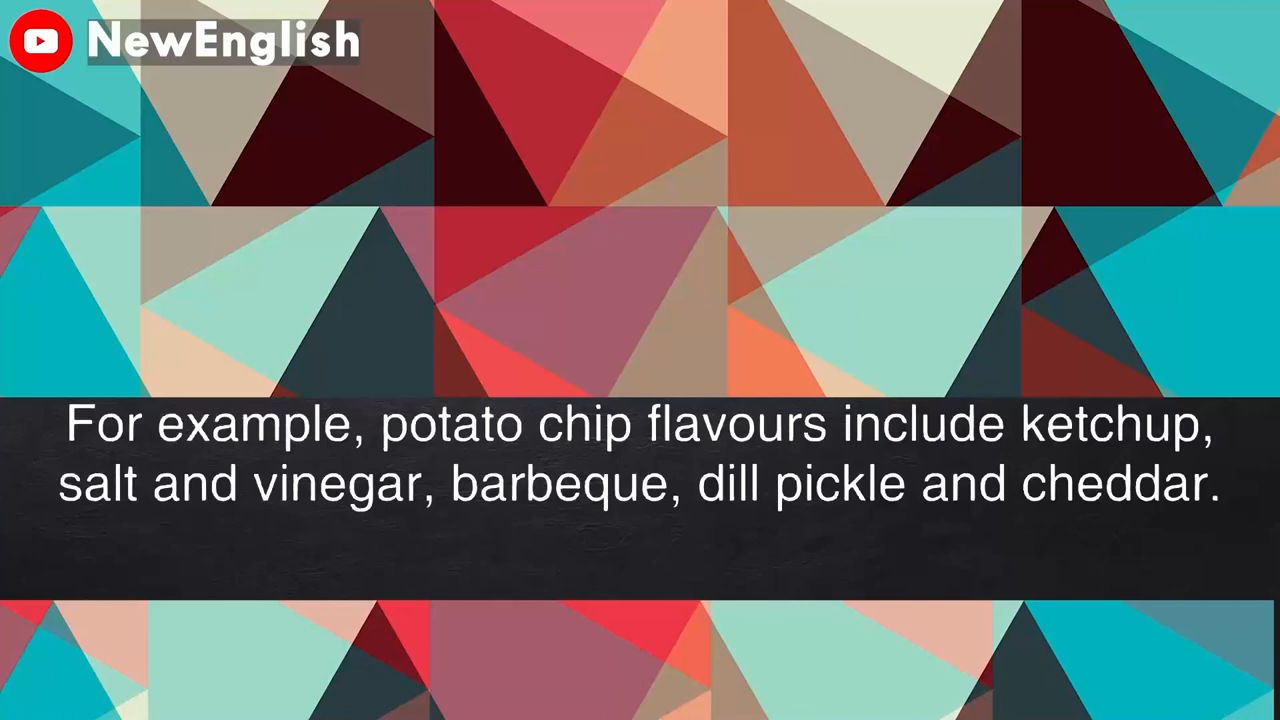 NewEnglish
For example, potato chip flavours include ketchup,
salt and vinegar, barbeque, dill pickle and cheddar.